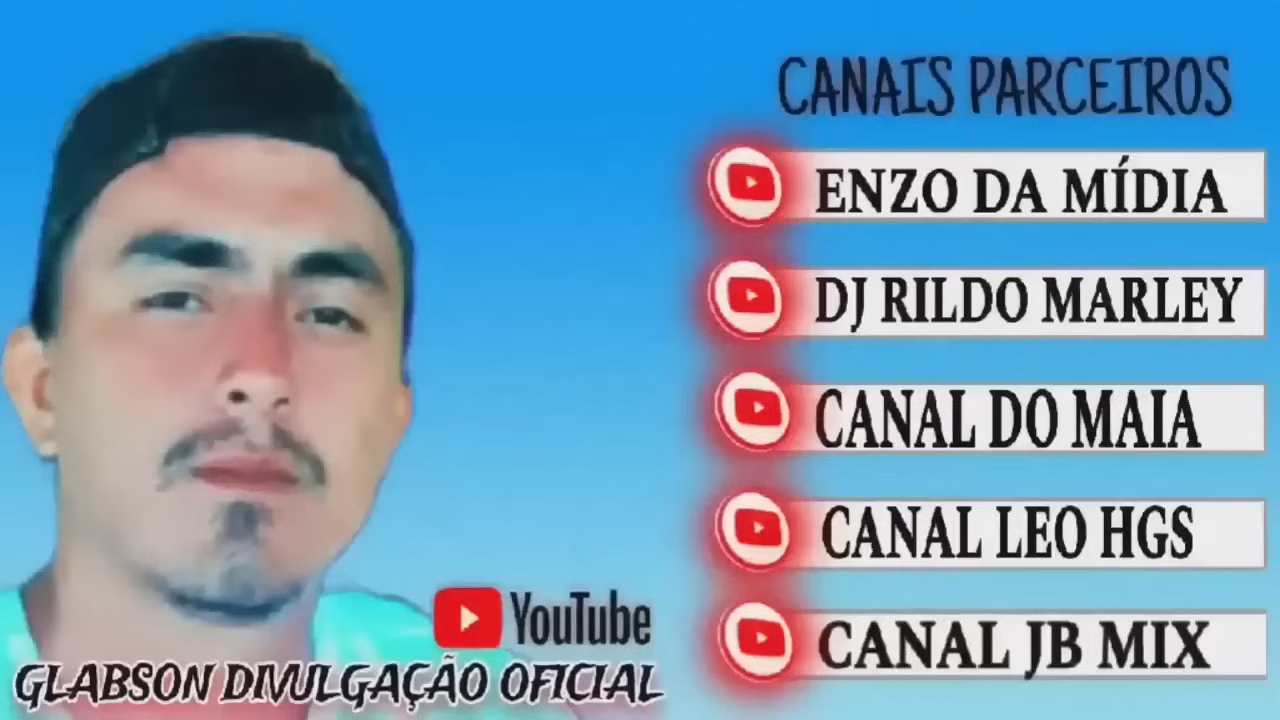 CANAIS PARCEIROS
ENZO DA MÍDIA
DJ RILDO MARLEY
CANAL DO MAIA
CANAL LEO HGS
CANAL JB MIX
YouTube
GLABSON DIVULGAÇÃO OFICIAL